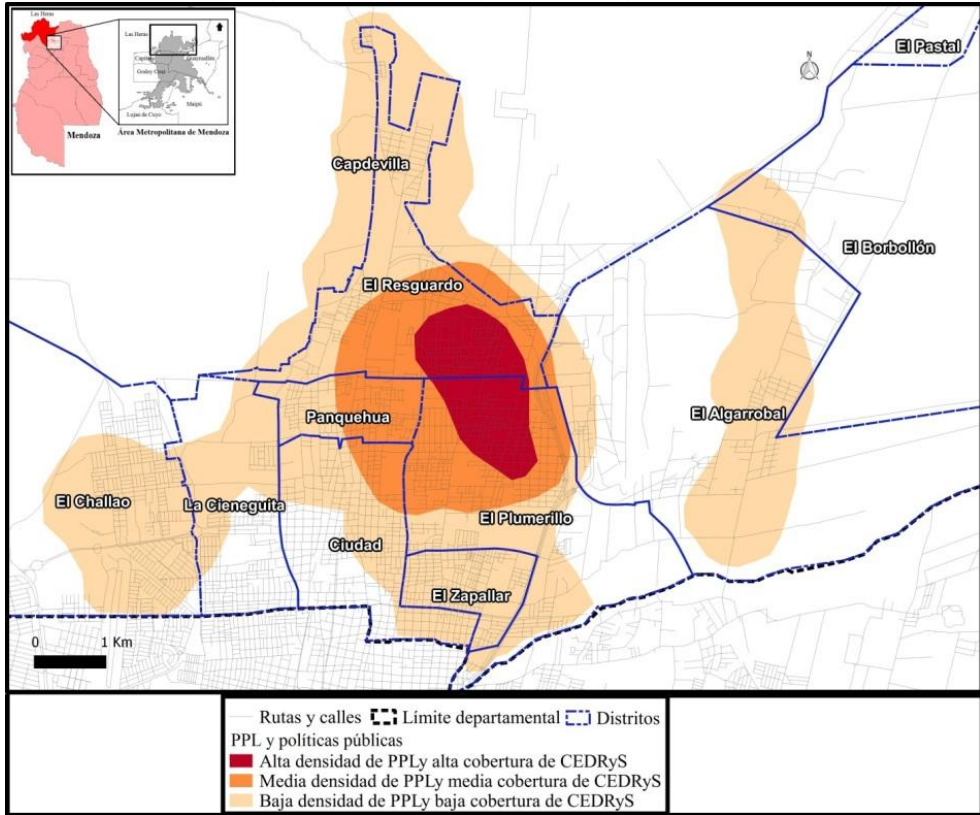 Las Heras
Las Heras
Capital
Guaymallén
Godoy Cruz
Maipú
Lujan de Cuyo
Mendoza
Área Metropolitana de Mendoza
El Pastal
Capdevilla
El Borbollón
El Resguardo
Panquehua
El Algarrobal
El Challao
La Cieneguita
El Plumerillo
Ciudad
El Zapallar
0 1 Km
Rutas y calles Límite departamental Distritos
PPL y políticas públicas
Alta densidad de PPLy alta cobertura de CEDRyS
Media densidad de PPLy media cobertura de CEDRyS
Baja densidad de PPLy baja cobertura de CEDRyS